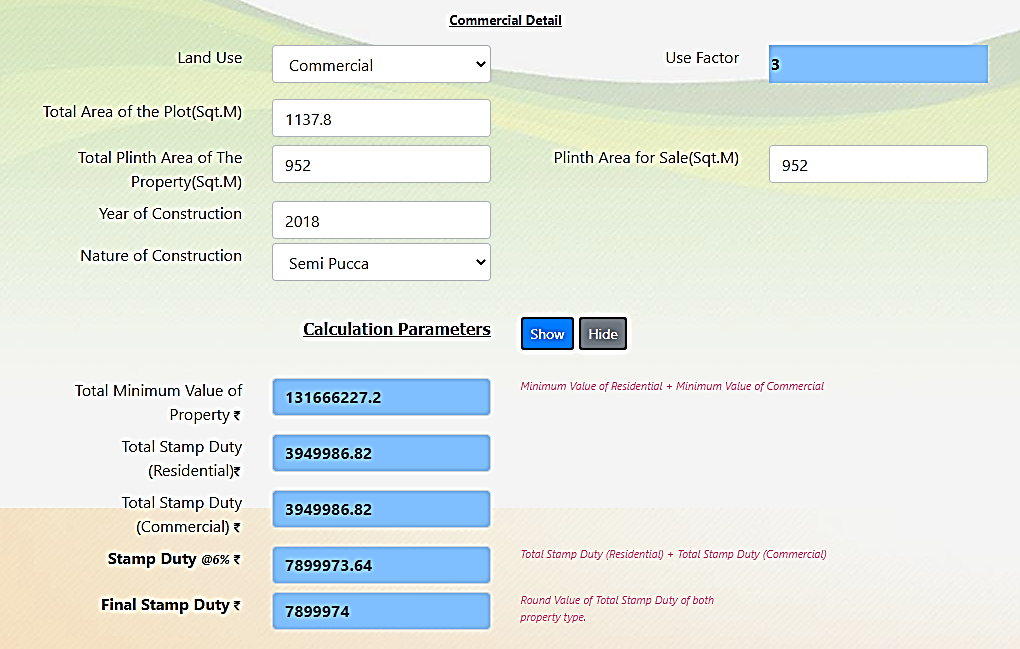 Commercial Detail
Land Use Commercial Use Factor 3
Total Area of the Plot(Sqt.M) 1137.8
Total Plinth Area of The
Property(Sqt.M) 952 Plinth Area for Sale(Sqt.M) 952
Year of Construction 2018
Nature of Construction Semi Pucca
Calculation Parameters Show Hide
Total Minimum Value of
Property ₹ 131666227.2 Minimum Value of Residential + Minimum Value of Commercial
Total Stamp Duty
(Residential)₹ 3949986.82
Total Stamp Duty
(Commercial) ₹ 3949986.82
Stamp Duty @6% ₹ 7899973.64 Total Stamp Duty (Residential) + Total Stamp Duty (Commercial)
Final Stamp Duty ₹ 7899974 Round Value of Total Stamp Duty of both
property type.